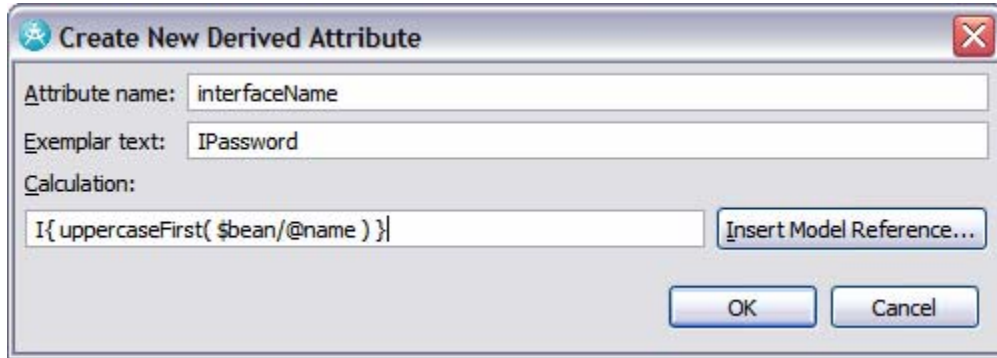 Create New Derived Attribute
Attribute name: interfaceName
Exemplar text: IPassword
Calculation:
I{ uppercaseFirst( $bean/@name ) } Insert Model Reference...
OK Cancel